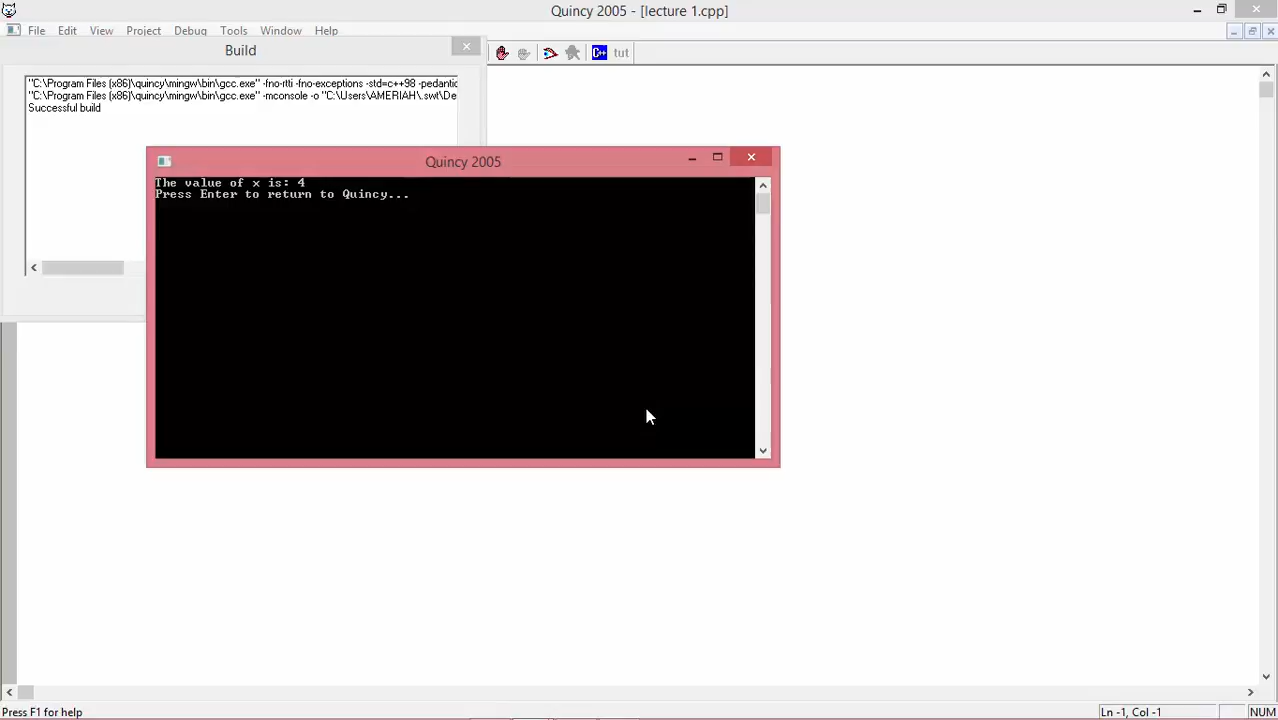 Quincy 2005 - [lecture 1.cpp]
File Edit View Project Debug Tools Window Help
Build
C++ tut
"C:\Program Files (x86)\quincy\mingw\bin\gcc.exe" -fno-rtti -fno-exceptions -std=c++98 -pedantic
"C:\Program Files (x86)\quincy\mingw\bin\gcc.exe" -mconsole -o "C:\Users\AMERIAH\.swt\De
Successful build
Quincy 2005
The value of x is: 4
Press Enter to return to Quincy...
Press F1 for help
Ln -1, Col -1
NUM